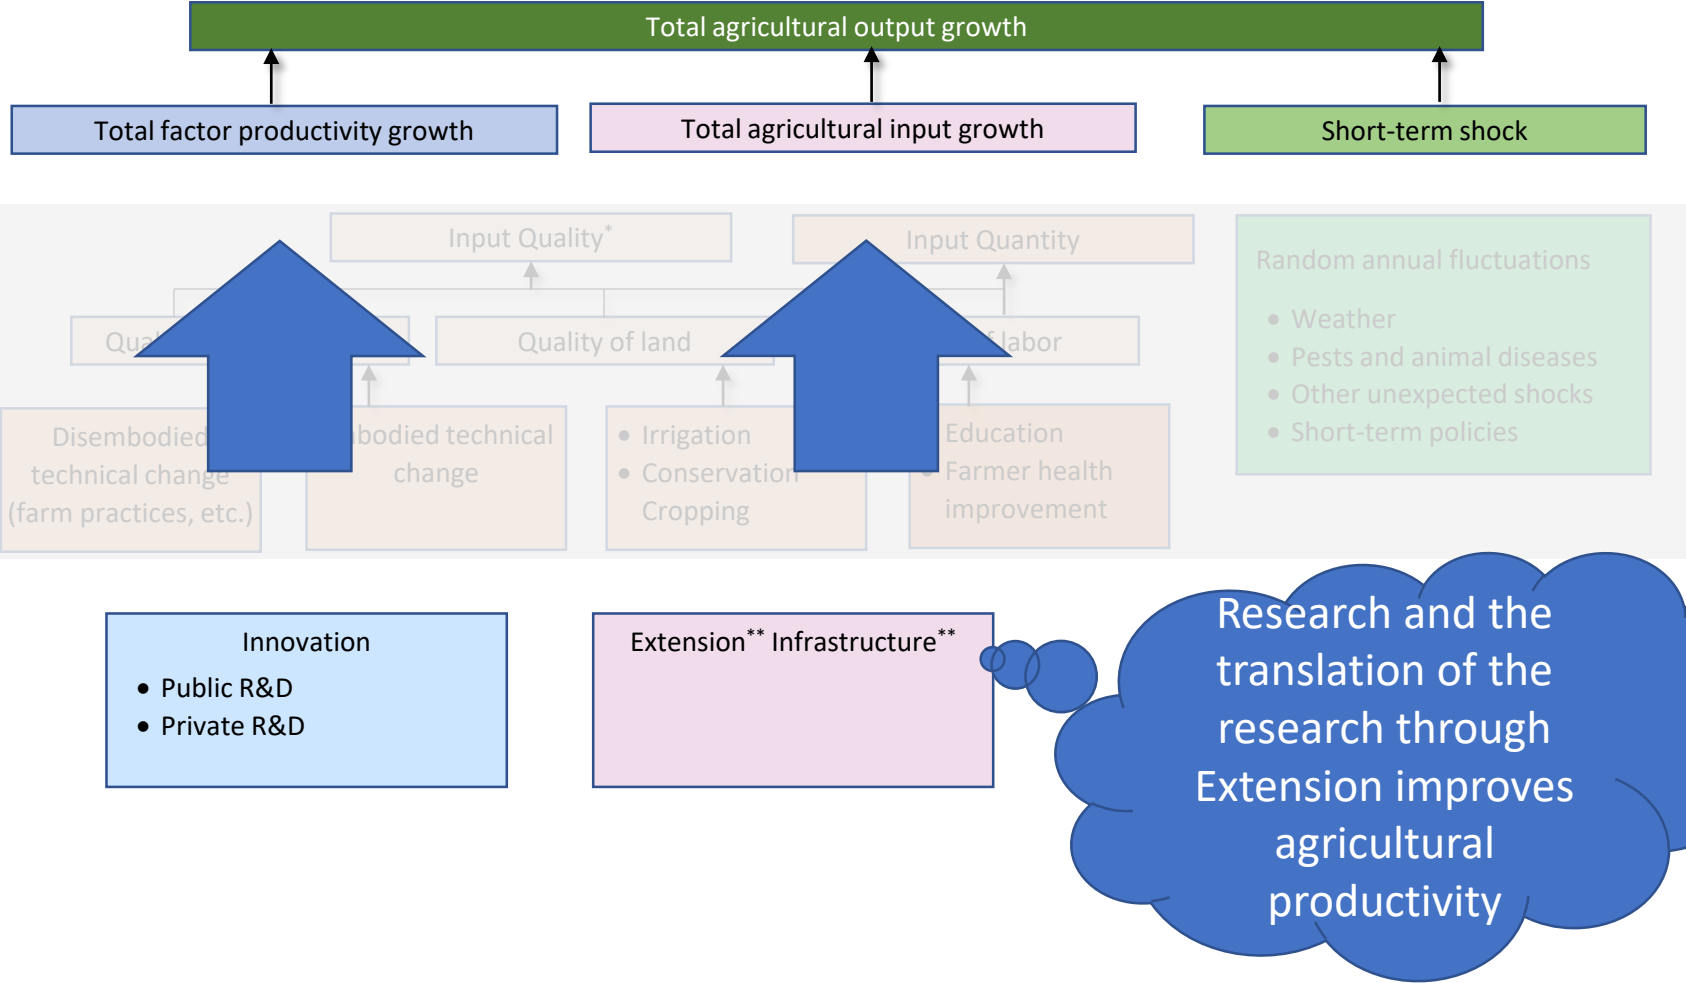 Total agricultural output growth
Total factor productivity growth
Total agricultural input growth
Short-term shock
Input Quality*
Input Quantity
Quality of land
labor
Random annual fluctuations
• Weather
• Pests and animal diseases
• Other unexpected shocks
• Short-term policies
Disembodied
technical change
(farm practices, etc.)
technical
change
• Irrigation
• Conservation
Cropping
Education
• Farmer health
improvement
Innovation
• Public R&D
• Private R&D
Extension** Infrastructure**
Research and the
translation of the
research through
Extension improves
agricultural
productivity